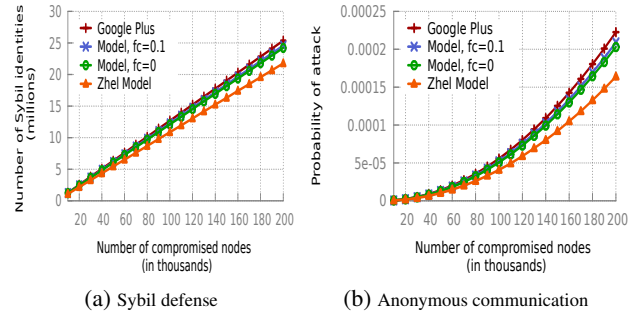 Number of Sybil identities
(millions)
30
25
20
15
10
5
0
Google Plus
Model, fc=0.1
Model, fc=0
Zhel Model
20 40 60 80 100 120 140 160 180 200
Number of compromised nodes
(in thousands)
(a) Sybil defense
Probability of attack
0.00025
0.0002
0.00015
0.0001
5e-05
0
Google Plus
Model, fc=0.1
Model, fc=0
Zhel Model
20 40 60 80 100 120 140 160 180 200
Number of compromised nodes
(in thousands)
(b) Anonymous communication